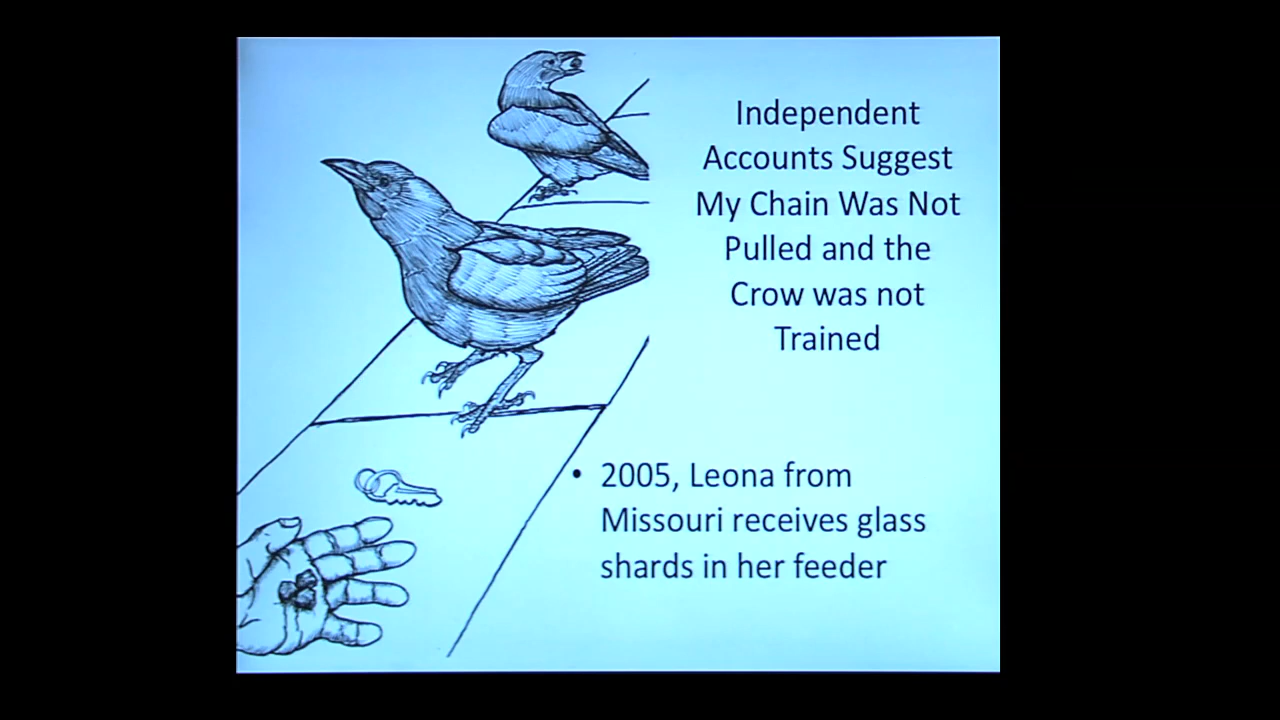 Independent
Accounts Suggest
My Chain Was Not
Pulled and the
Crow was not
Trained
• 2005, Leona from
Missouri receives glass
shards in her feeder